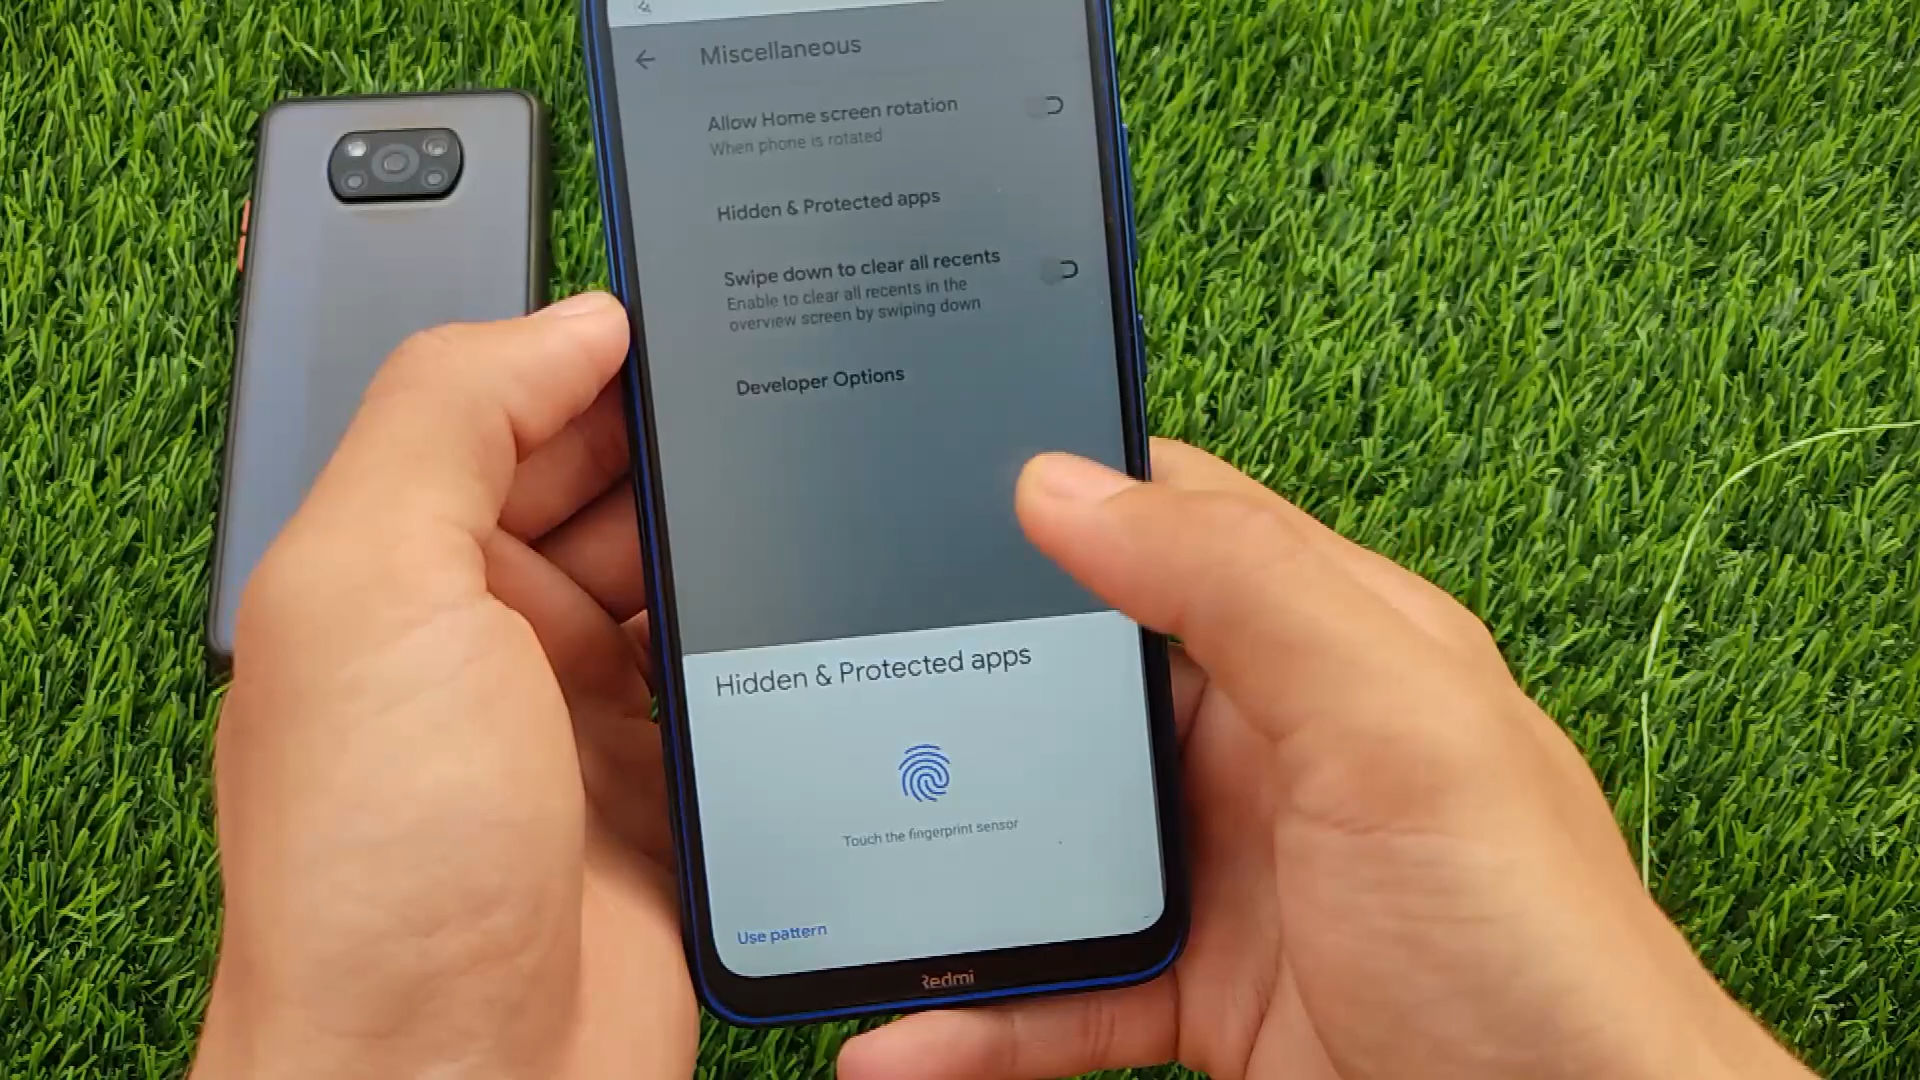 Miscellaneous
Allow Home screen rotation
When phone is rotated
Hidden & Protected apps
Swipe down to clear all recents
Enable to clear all recents in the
overview screen by swiping down
Developer Options
Hidden & Protected apps
Touch the fingerprint sensor
Use pattern
Redmi